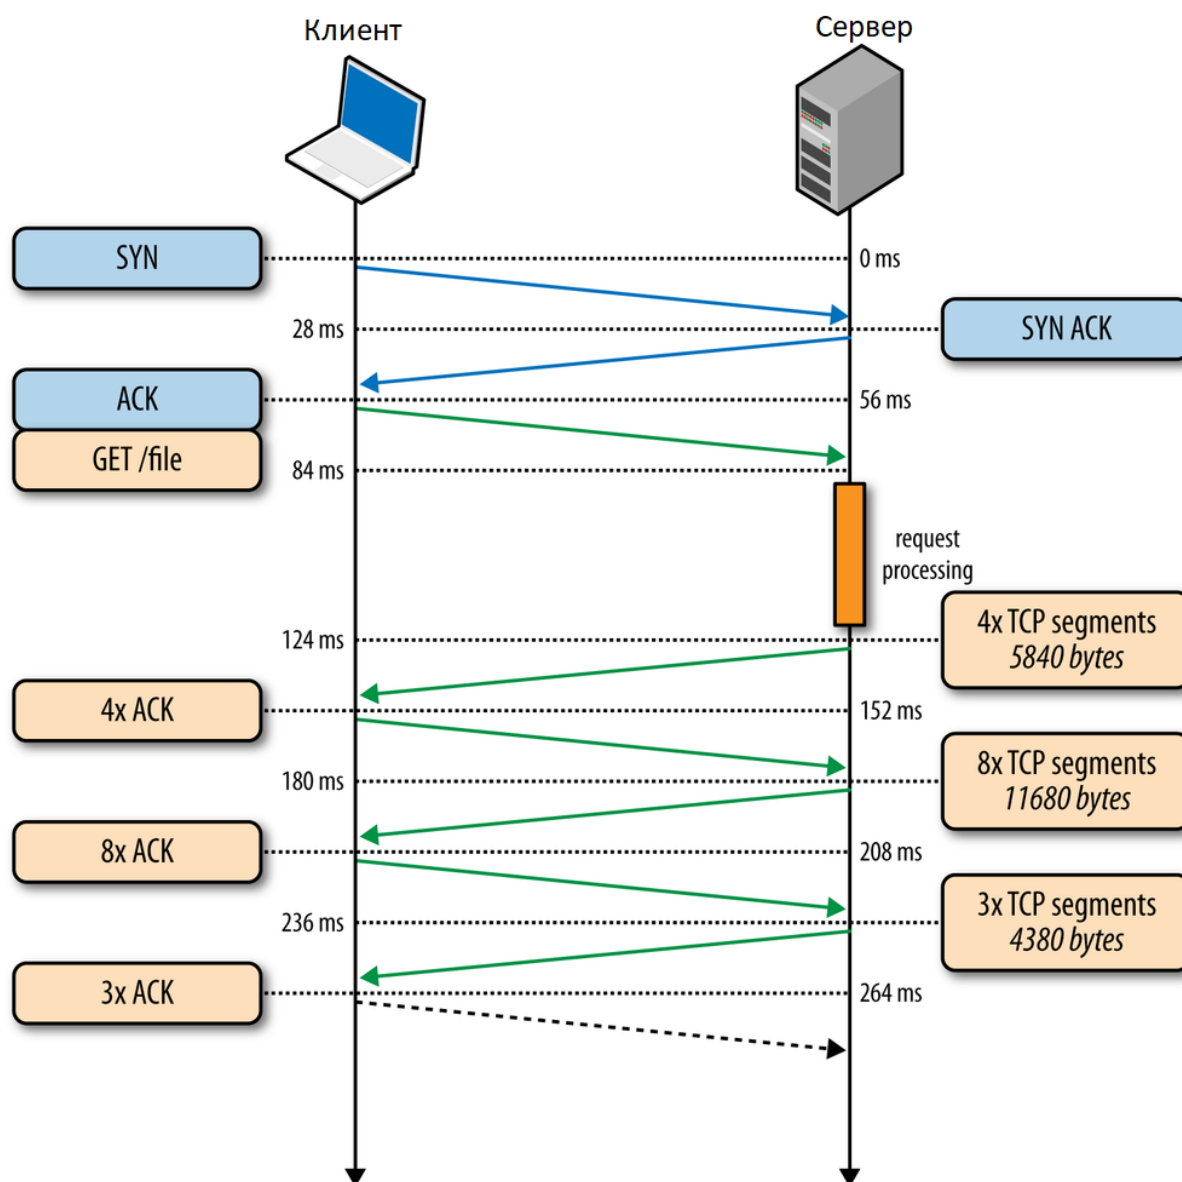 Клиент
Сервер
SYN
0 ms
28 ms
SYN ACK
ACK
56 ms
GET /file
84 ms
request
processing
124 ms
4x TCP segments
5840 bytes
4x ACK
152 ms
180 ms
8x TCP segments
11680 bytes
8x ACK
208 ms
236 ms
3x TCP segments
4380 bytes
3x ACK
264 ms